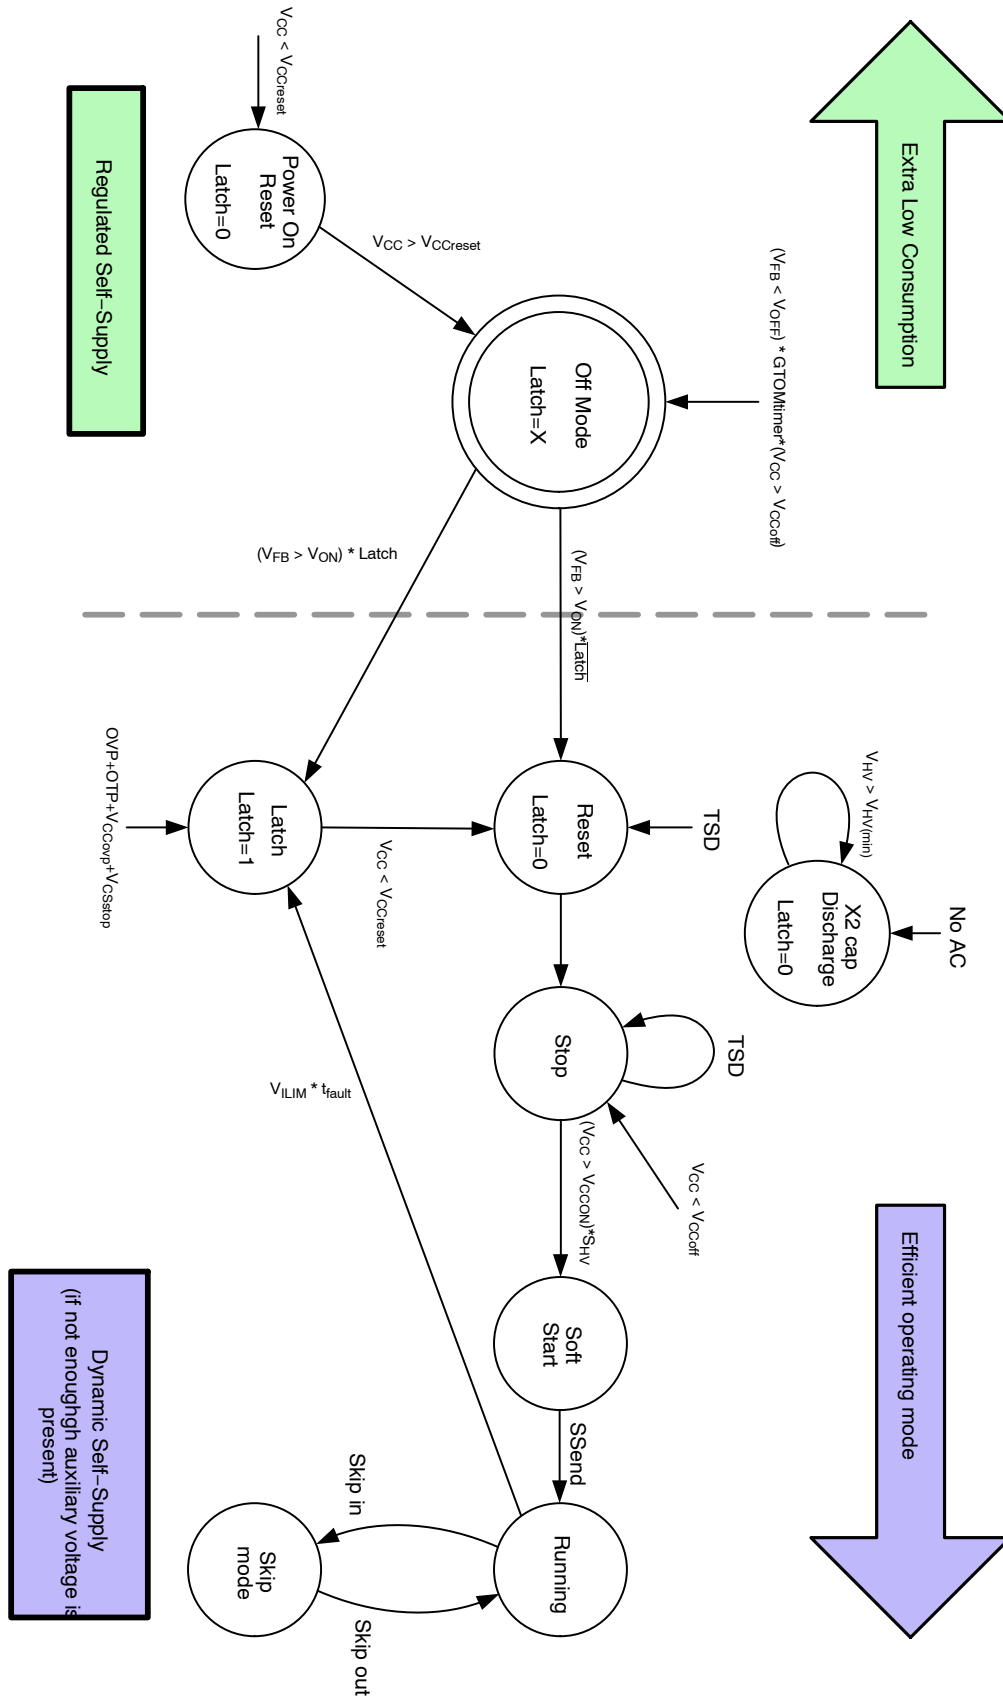 Extra Low Consumption
Efficient operating mode
(VFB < VOFF) * GTOMtimer*(VCC > VCCoff)
No AC
VHV > VHV(min)
X2 cap
Discharge
Latch=0
TSD
TSD
VCC < VCCoff
Off Mode
Latch=X
(VFB > VON)*Latch
Reset
Latch=0
Stop
(VCC > VCCON)*SHV
Soft
Start
SSend
Running
VCC > VCCreset
(VFB > VON) * Latch
VCC < VCCreset
VILIM * tfault
Skip in
Skip out
VCC < VCCreset
Power On
Reset
Latch=0
Latch
Latch=1
OVP+OTP+VCCovp+VCSstop
Skip
mode
Regulated Self−Supply
Dynamic Self−Supply
(if not enoughgh auxiliary voltage is
present)